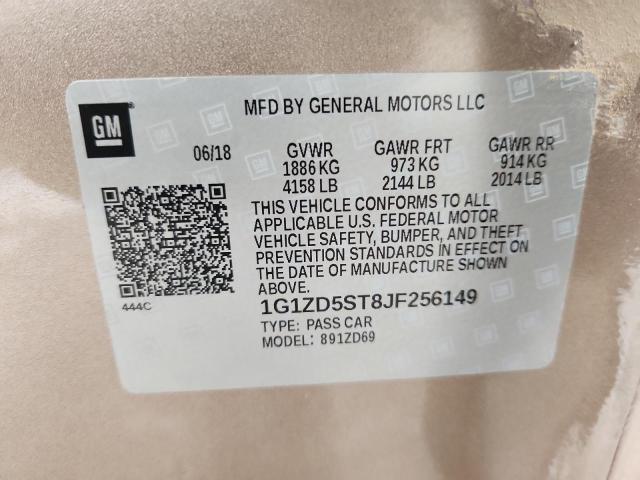 GM
MFD BY GENERAL MOTORS LLC
06/18 GVWR GAWR FRT GAWR RR
1886 KG 973 KG 914 KG
4158 LB 2144 LB 2014 LB
THIS VEHICLE CONFORMS TO ALL
APPLICABLE U.S. FEDERAL MOTOR
VEHICLE SAFETY, BUMPER, AND THEFT
PREVENTION STANDARDS IN EFFECT ON
THE DATE OF MANUFACTURE SHOWN
ABOVE.
444C
1G1ZD5ST8JF256149
TYPE: PASS CAR
MODEL: 891ZD69